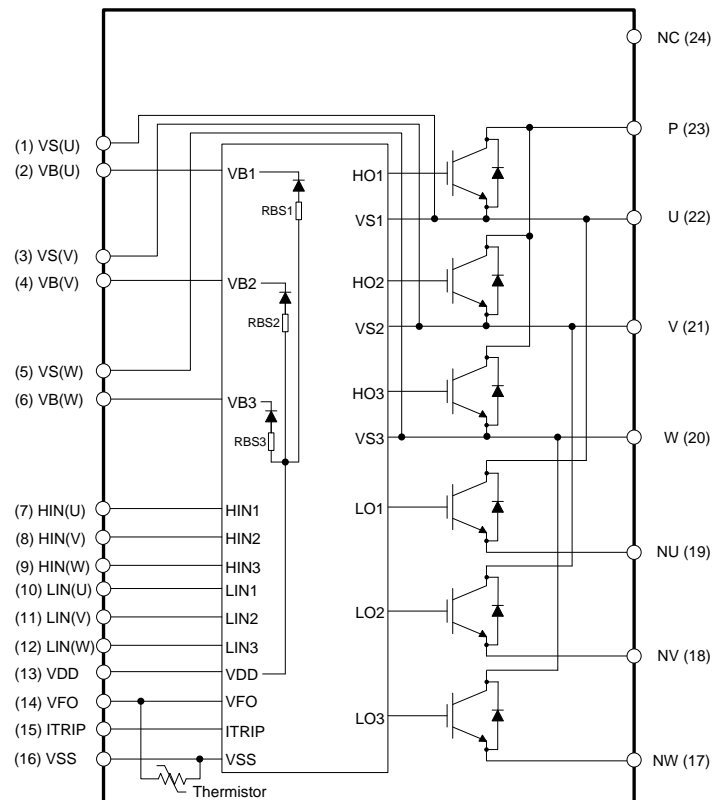 NC (24)
P (23)
(1) VS(U)
(2) VB(U)
VB1
HO1
RBS1
VS1
U (22)
(3) VS(V)
(4) VB(V)
VB2
HO2
RBS2
VS2
V (21)
(5) VS(W)
(6) VB(W)
VB3
HO3
RBS3
VS3
W (20)
(7) HIN(U)
HIN1
LO1
(8) HIN(V)
HIN2
NU (19)
(9) HIN(W)
HIN3
(10) LIN(U)
LIN1
(11) LIN(V)
LIN2
LO2
(12) LIN(W)
LIN3
NV (18)
(13) VDD
VDD
(14) VFO
VFO
LO3
(15) ITRIP
ITRIP
(16) VSS
VSS
NW (17)
Thermistor